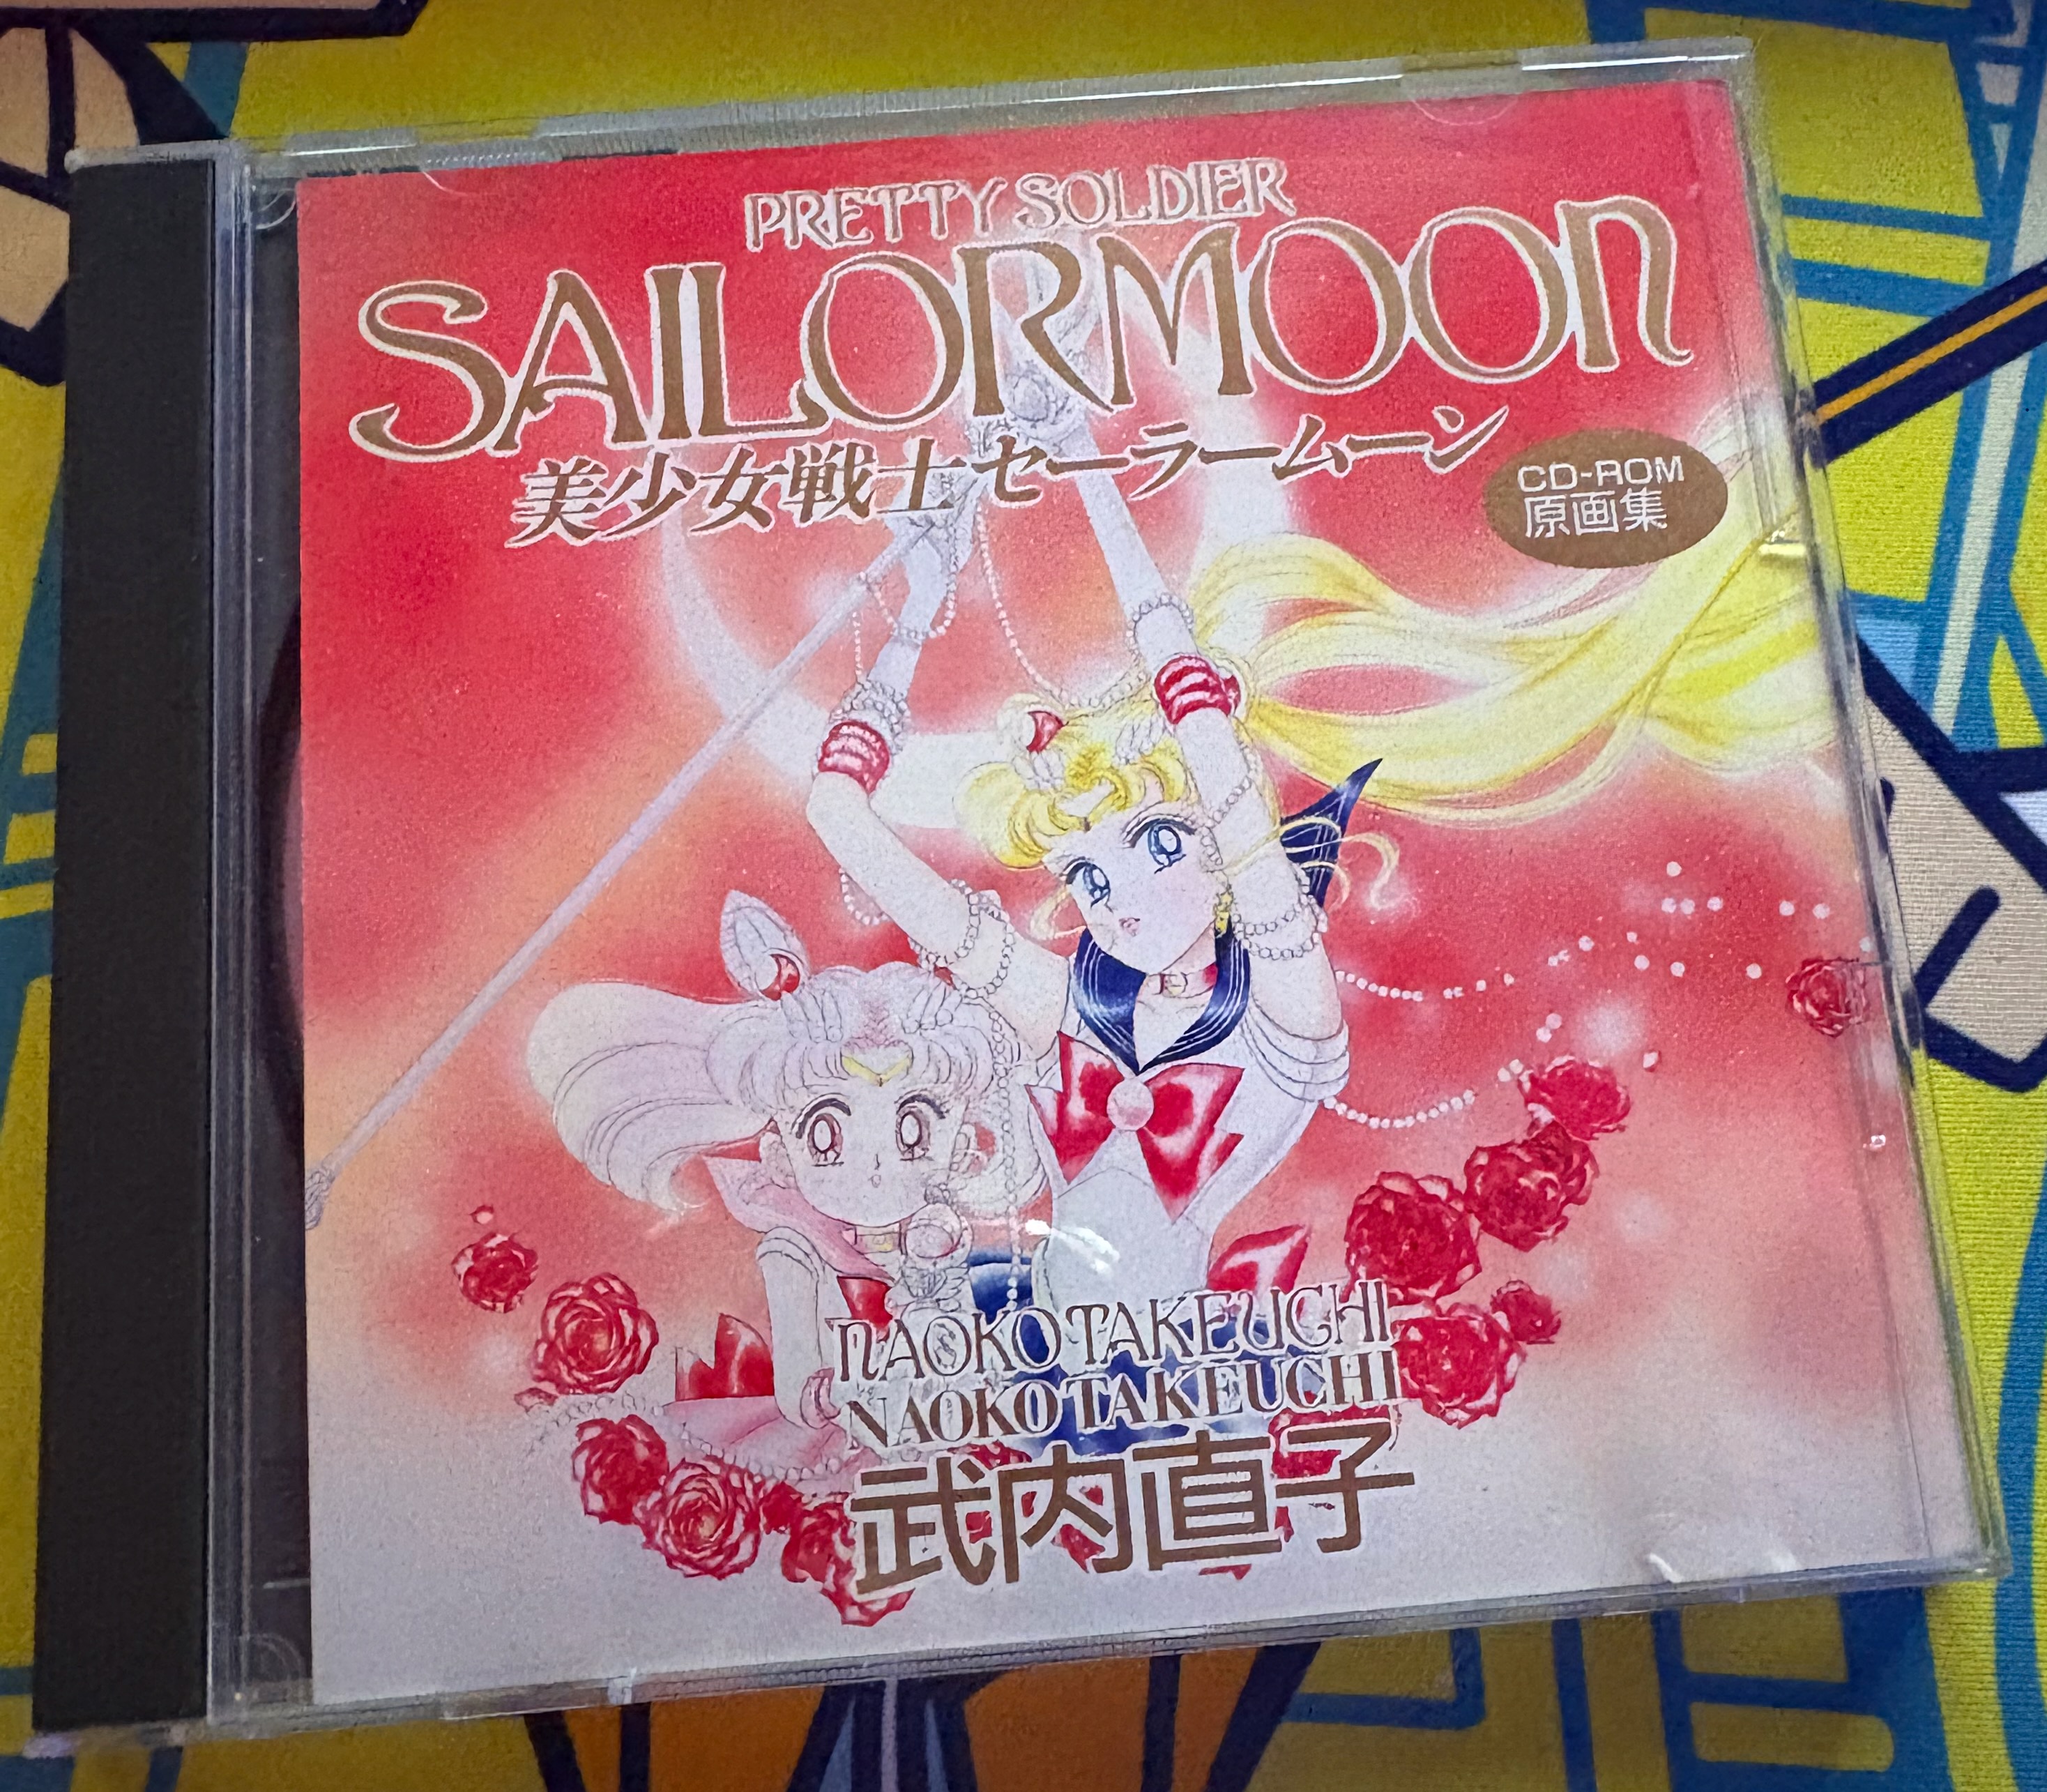 PRETTY SOLDIER
SAILORMOON
美少女戦士セーラームーン
CD-ROM
原画集
NAOKO TAKEUCHI
NAOKO TAKEUCHI
武内直子